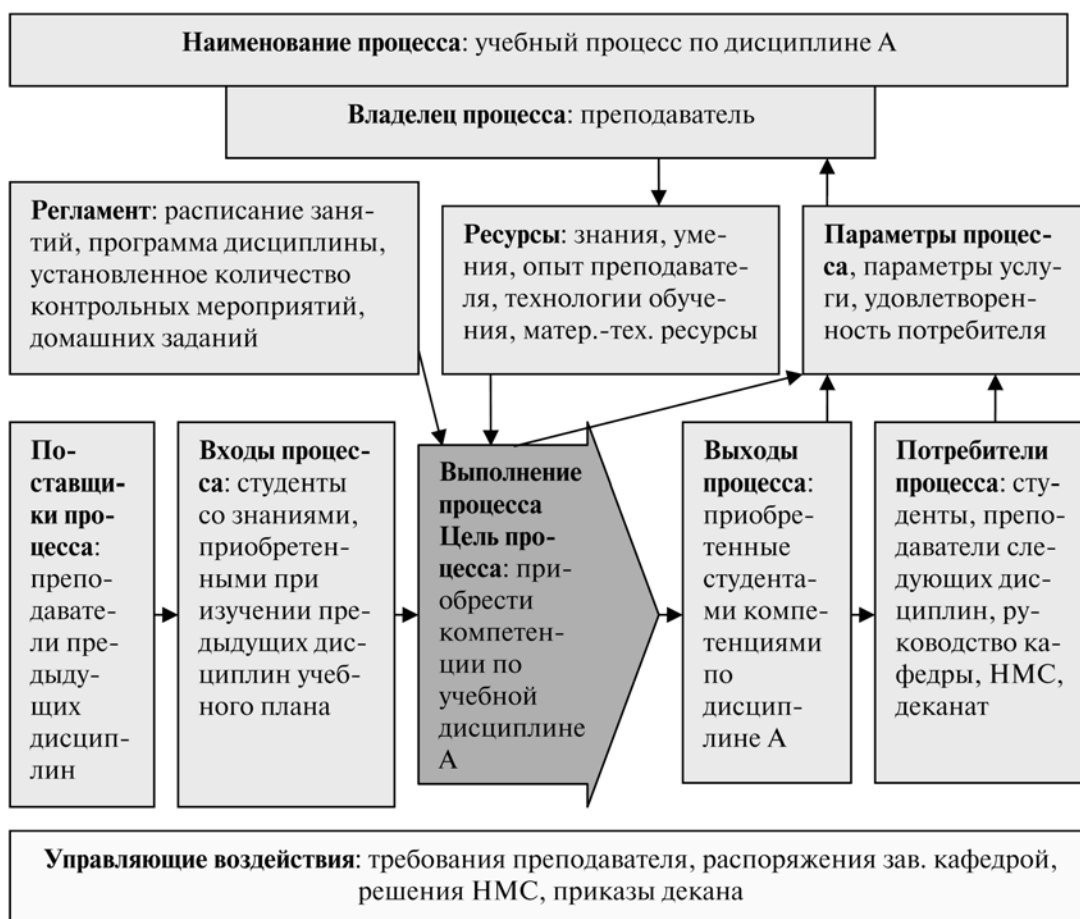 Наименование процесса: учебный процесс по дисциплине А
Владелец процесса: преподаватель
Регламент: расписание заня-
тий, программа дисциплины,
установленное количество
контрольных мероприятий,
домашних заданий
Ресурсы: знания, уме-
ния, опыт преподавате-
ля, технологии обуче-
ния, матер.-тех. ресурсы
Параметры процес-
са, параметры услу-
ги, удовлетворен-
ность потребителя
По-
ставщи-
ки про-
цесса:
препо-
давате-
ли пре-
дыду-
щих
дисцип-
лин
Входы процес-
са: студенты
со знаниями,
приобретен-
ными при
изучении пре-
дыдущих дис-
циплин учеб-
ного плана
Выполнение
процесса
Цель про-
цесса: при-
обрести
компетен-
ции по
учебной
дисциплине
А
Выходы
процесса:
приобре-
тенные
студента-
ми компе-
тенциями
по
дисцип-
лине А
Потребители
процесса: сту-
денты, препо-
даватели сле-
дующих дис-
циплин, ру-
ководство ка-
федры, НМС,
деканат
Управляющие воздействия: требования преподавателя, распоряжения зав. кафедрой,
решения НМС, приказы декана